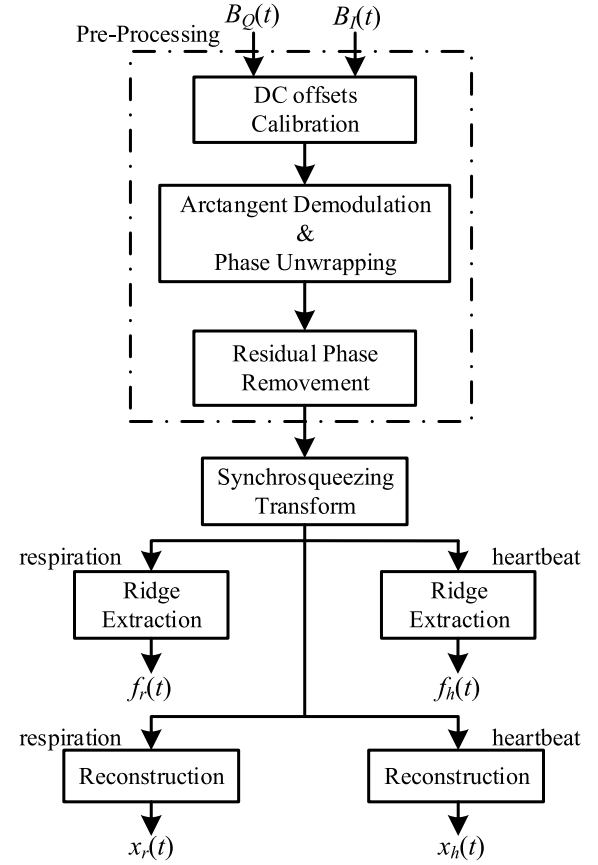 B_Q(t) B_I(t)
Pre-Processing
DC offsets
Calibration
Arctangent Demodulation
&
Phase Unwrapping
Residual Phase
Removement
Synchrosqueezing
Transform
respiration heartbeat
Ridge Ridge
Extraction Extraction
f_r(t) f_h(t)
respiration heartbeat
Reconstruction Reconstruction
x_r(t) x_h(t)